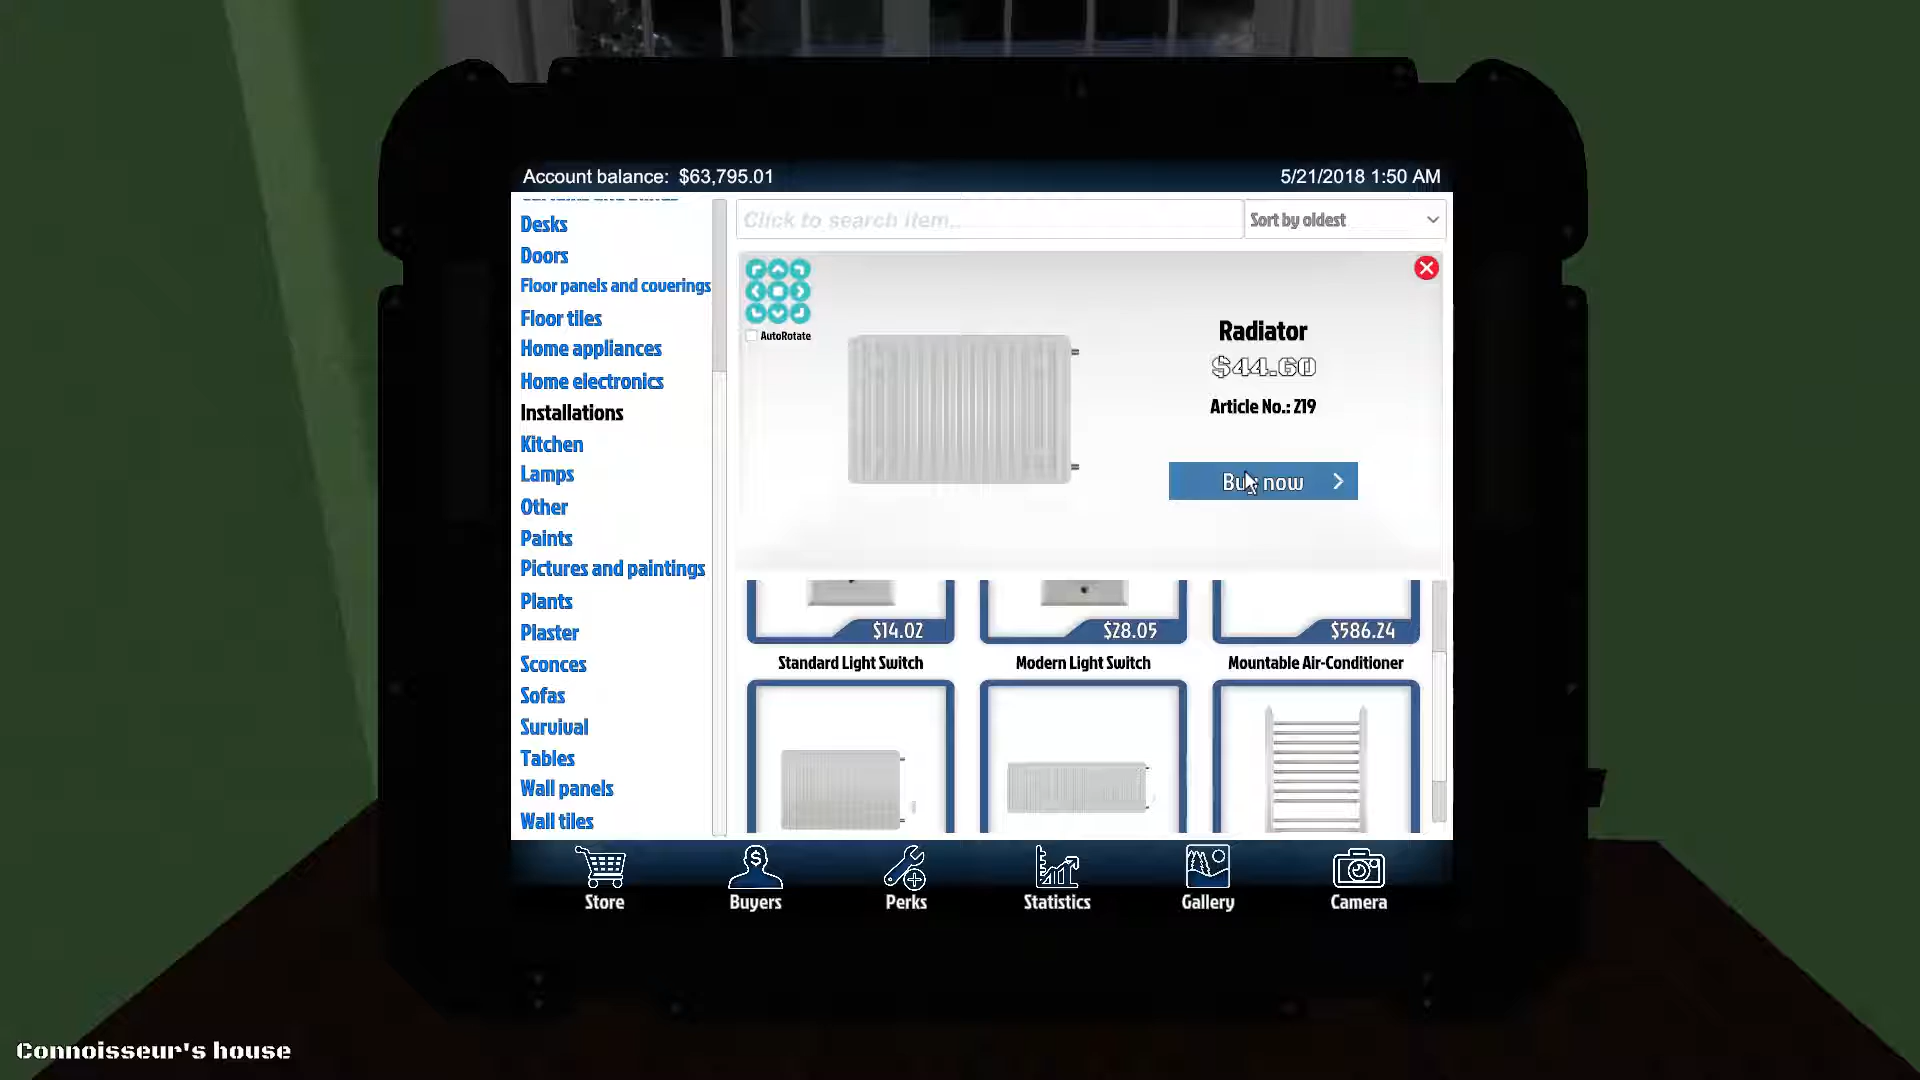 Account balance: $63,795.01
5/21/2018 1:50 AM
Desks
Doors
Floor panels and coverings
Floor tiles
Home appliances
Home electronics
Installations
Kitchen
Lamps
Other
Paints
Pictures and paintings
Plants
Plaster
Sconces
Sofas
Survival
Tables
Wall panels
Wall tiles
Click to search item...
Sort by oldest
AutoRotate
Radiator
$44.60
Article No.: 219
Buy now
$14.02
$28.05
$586.24
Standard Light Switch
Modern Light Switch
Mountable Air-Conditioner
Store
Buyers
Perks
Statistics
Gallery
Camera
Connoisseur's house